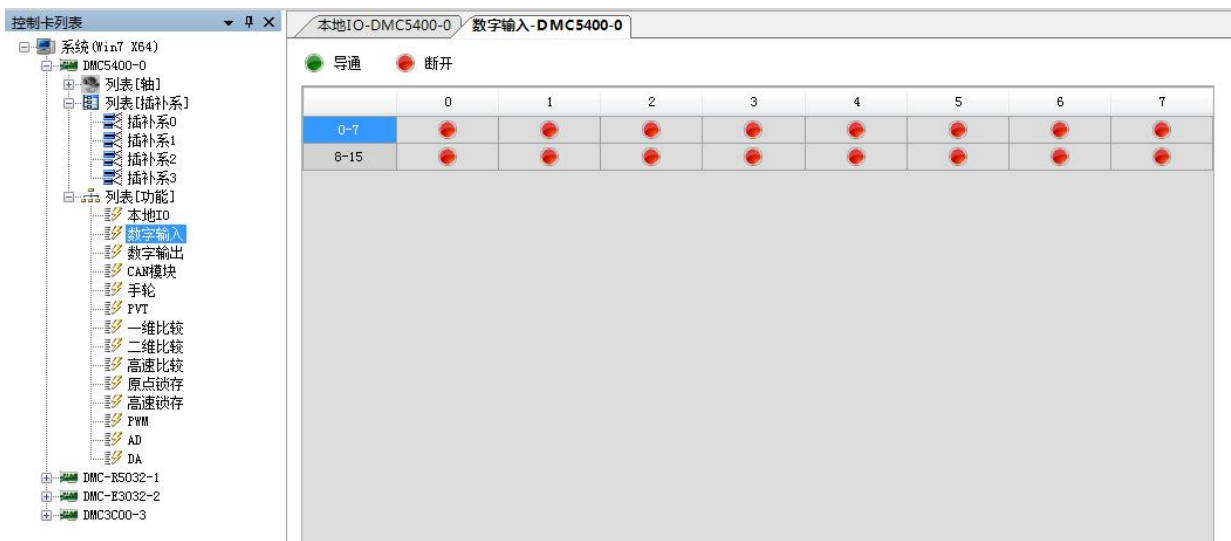 控制卡列表
系统(Win7 X64)
DMC5400-0
列表[轴]
列表[插补系]
插补系0
插补系1
插补系2
插补系3
列表[功能]
本地IO
数字输入
数字输出
CAN模块
手轮
PVT
一维比较
二维比较
高速比较
原点锁存
高速锁存
PWM
AD
DA
DMC-R5032-1
DMC-E3032-2
DMC3C00-3
本地IO-DMC5400-0 数字输入-DMC5400-0
导通 断开
0 1 2 3 4 5 6 7
0-7
8-15